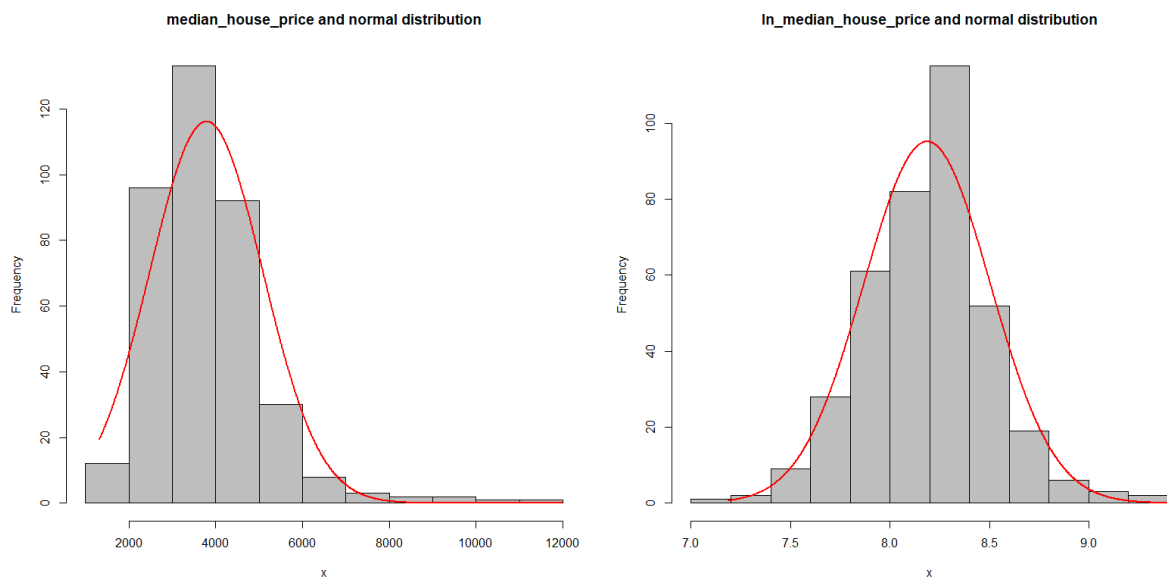 median_house_price and normal distribution
Frequency
0 20 40 60 80 100 120
2000 4000 6000 8000 10000 12000
x
ln_median_house_price and normal distribution
Frequency
0 20 40 60 80 100
7.0 7.5 8.0 8.5 9.0
x